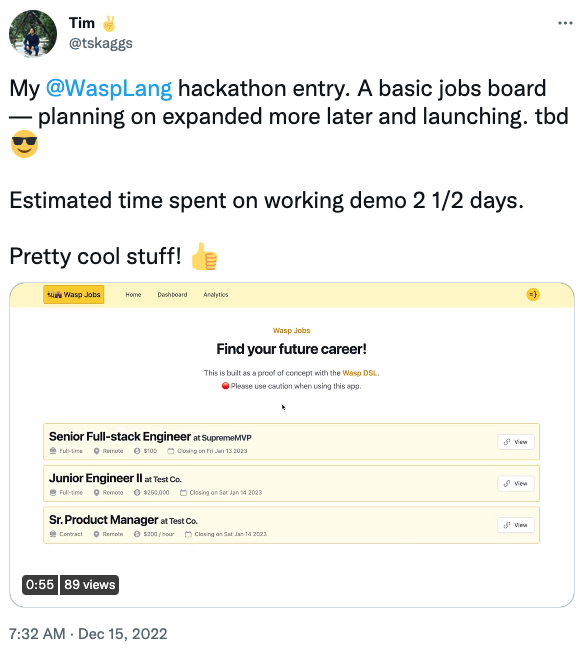 Tim ✌️
@tskaggs
My @WaspLang hackathon entry. A basic jobs board
— planning on expanded more later and launching. tbd
😎
Estimated time spent on working demo 2 1/2 days.
Pretty cool stuff! 👍
Wasp Jobs
Home Dashboard Analytics
=}
Wasp Jobs
Find your future career!
This is built as a proof of concept with the Wasp DSL.
🔴 Please use caution when using this app.
Senior Full-stack Engineer at SupremeMVP
View
Full-time Remote $100 Closing on Fri Jan 13 2023
Junior Engineer II at Test Co.
View
Full-time Remote $250,000 Closing on Sat Jan 14 2023
Sr. Product Manager at Test Co.
View
Contract Remote $200 / hour Closing on Sat Jan 14 2023
0:55 89 views
7:32 AM · Dec 15, 2022